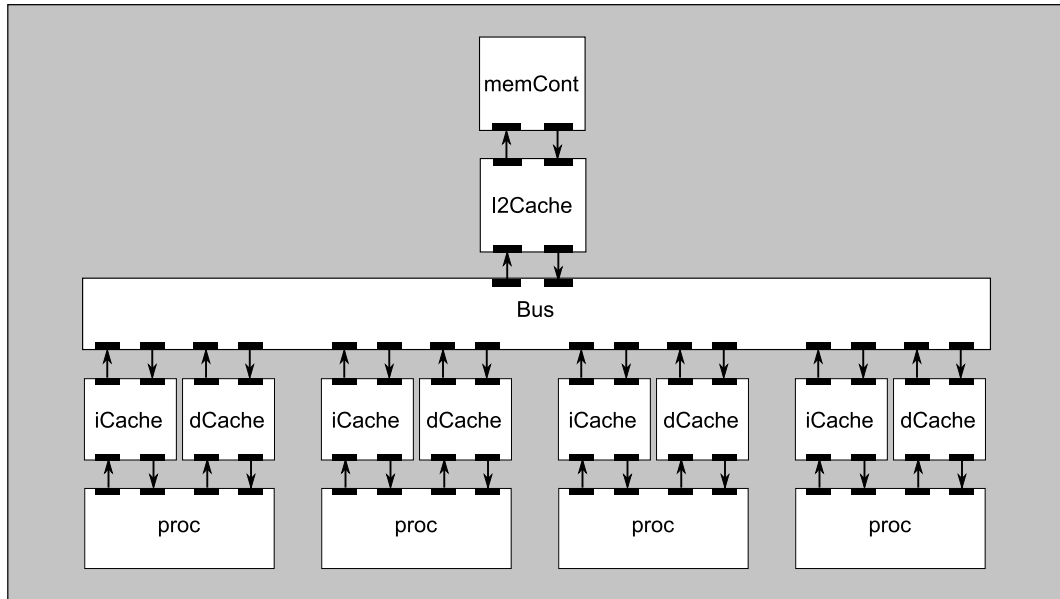 memCont
l2Cache
Bus
iCache dCache iCache dCache iCache dCache iCache dCache
proc proc proc proc